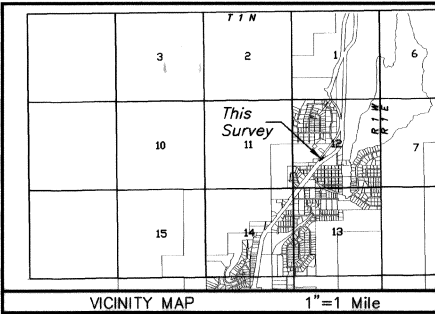 T 1 N
3
2
1
6
This
Survey
R 1 W
R 1 E
10
11
12
7
15
14
13
VICINITY MAP
1"=1 Mile